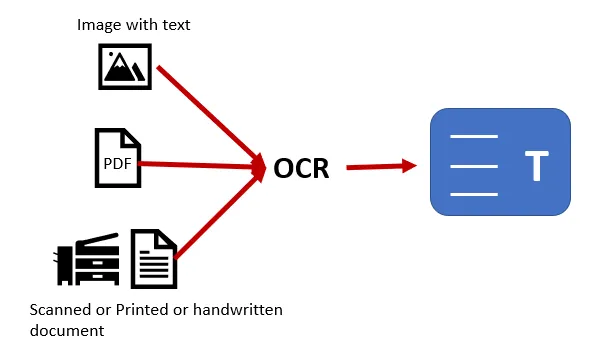 Image with text
PDF
OCR
T
Scanned or Printed or handwritten
document